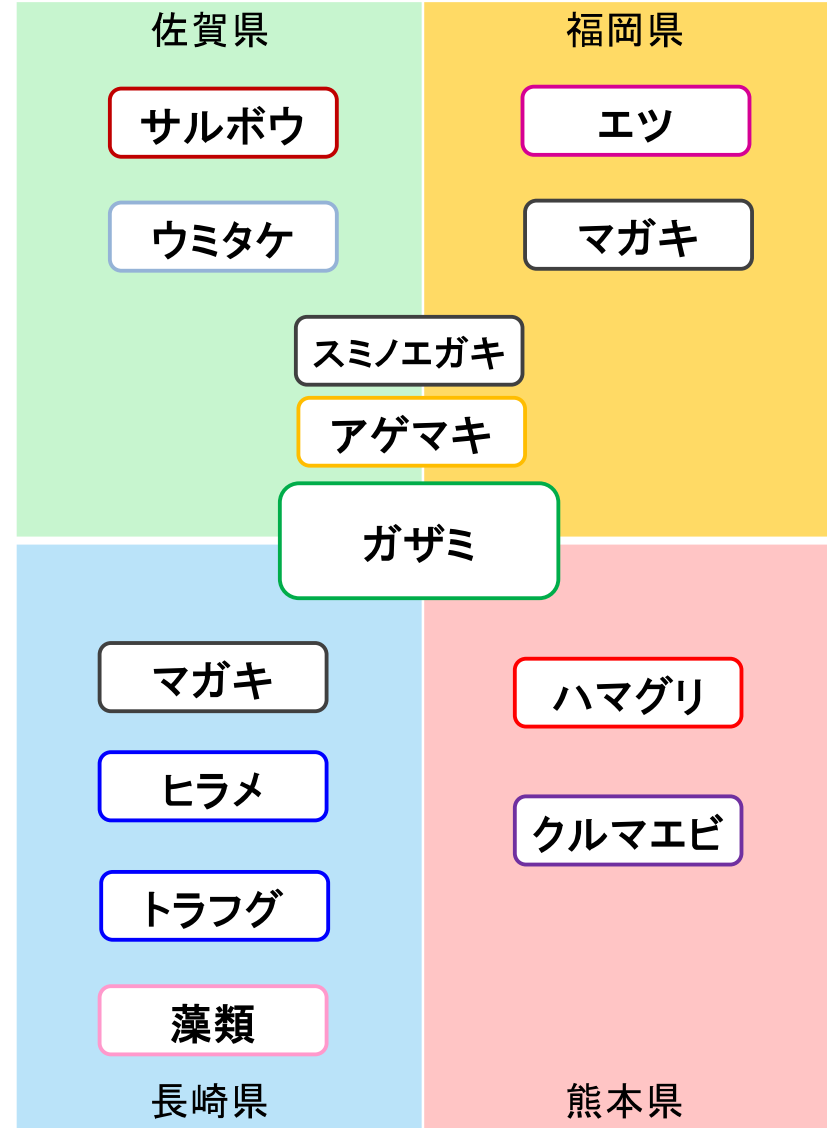 佐賀県
福岡県
サルボウ
エツ
ウミタケ
マガキ
スミノエガキ
アゲマキ
ガザミ
マガキ
ハマグリ
ヒラメ
クルマエビ
トラフグ
藻類
長崎県
熊本県